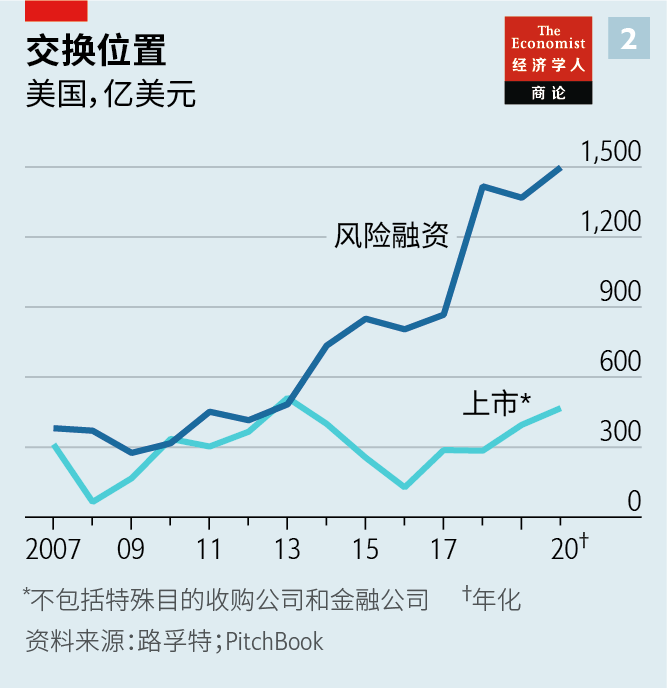 交换位置
美国，亿美元
The
Economist
经济学人
商论
2
1,500
1,200
风险融资
900
600
上市*
300
0
2007 09 11 13 15 17 20†
*不包括特殊目的收购公司和金融公司 †年化
资料来源：路孚特；PitchBook